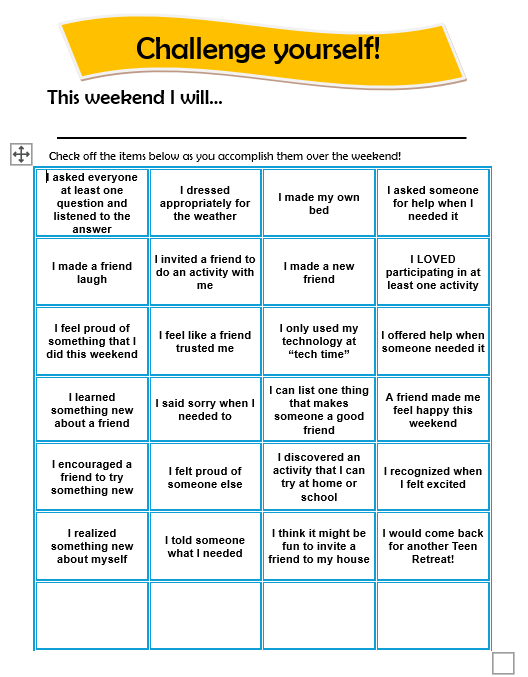 Challenge yourself!
This weekend I will...
Check off the items below as you accomplish them over the weekend!
I asked everyone
at least one
question and
listened to the
answer
I dressed
appropriately for
the weather
I made my own
bed
I asked someone
for help when I
needed it
I made a friend
laugh
I invited a friend to
do an activity with
me
I made a new
friend
I LOVED
participating in at
least one activity
I feel proud of
something that I
did this weekend
I feel like a friend
trusted me
I only used my
technology at
“tech time”
I offered help when
someone needed it
I learned
something new
about a friend
I said sorry when I
needed to
I can list one thing
that makes
someone a good
friend
A friend made me
feel happy this
weekend
I encouraged a
friend to try
something new
I felt proud of
someone else
I discovered an
activity that I can
try at home or
school
I recognized when
I felt excited
I realized
something new
about myself
I told someone
what I needed
I think it might be
fun to invite a
friend to my house
I would come back
for another Teen
Retreat!